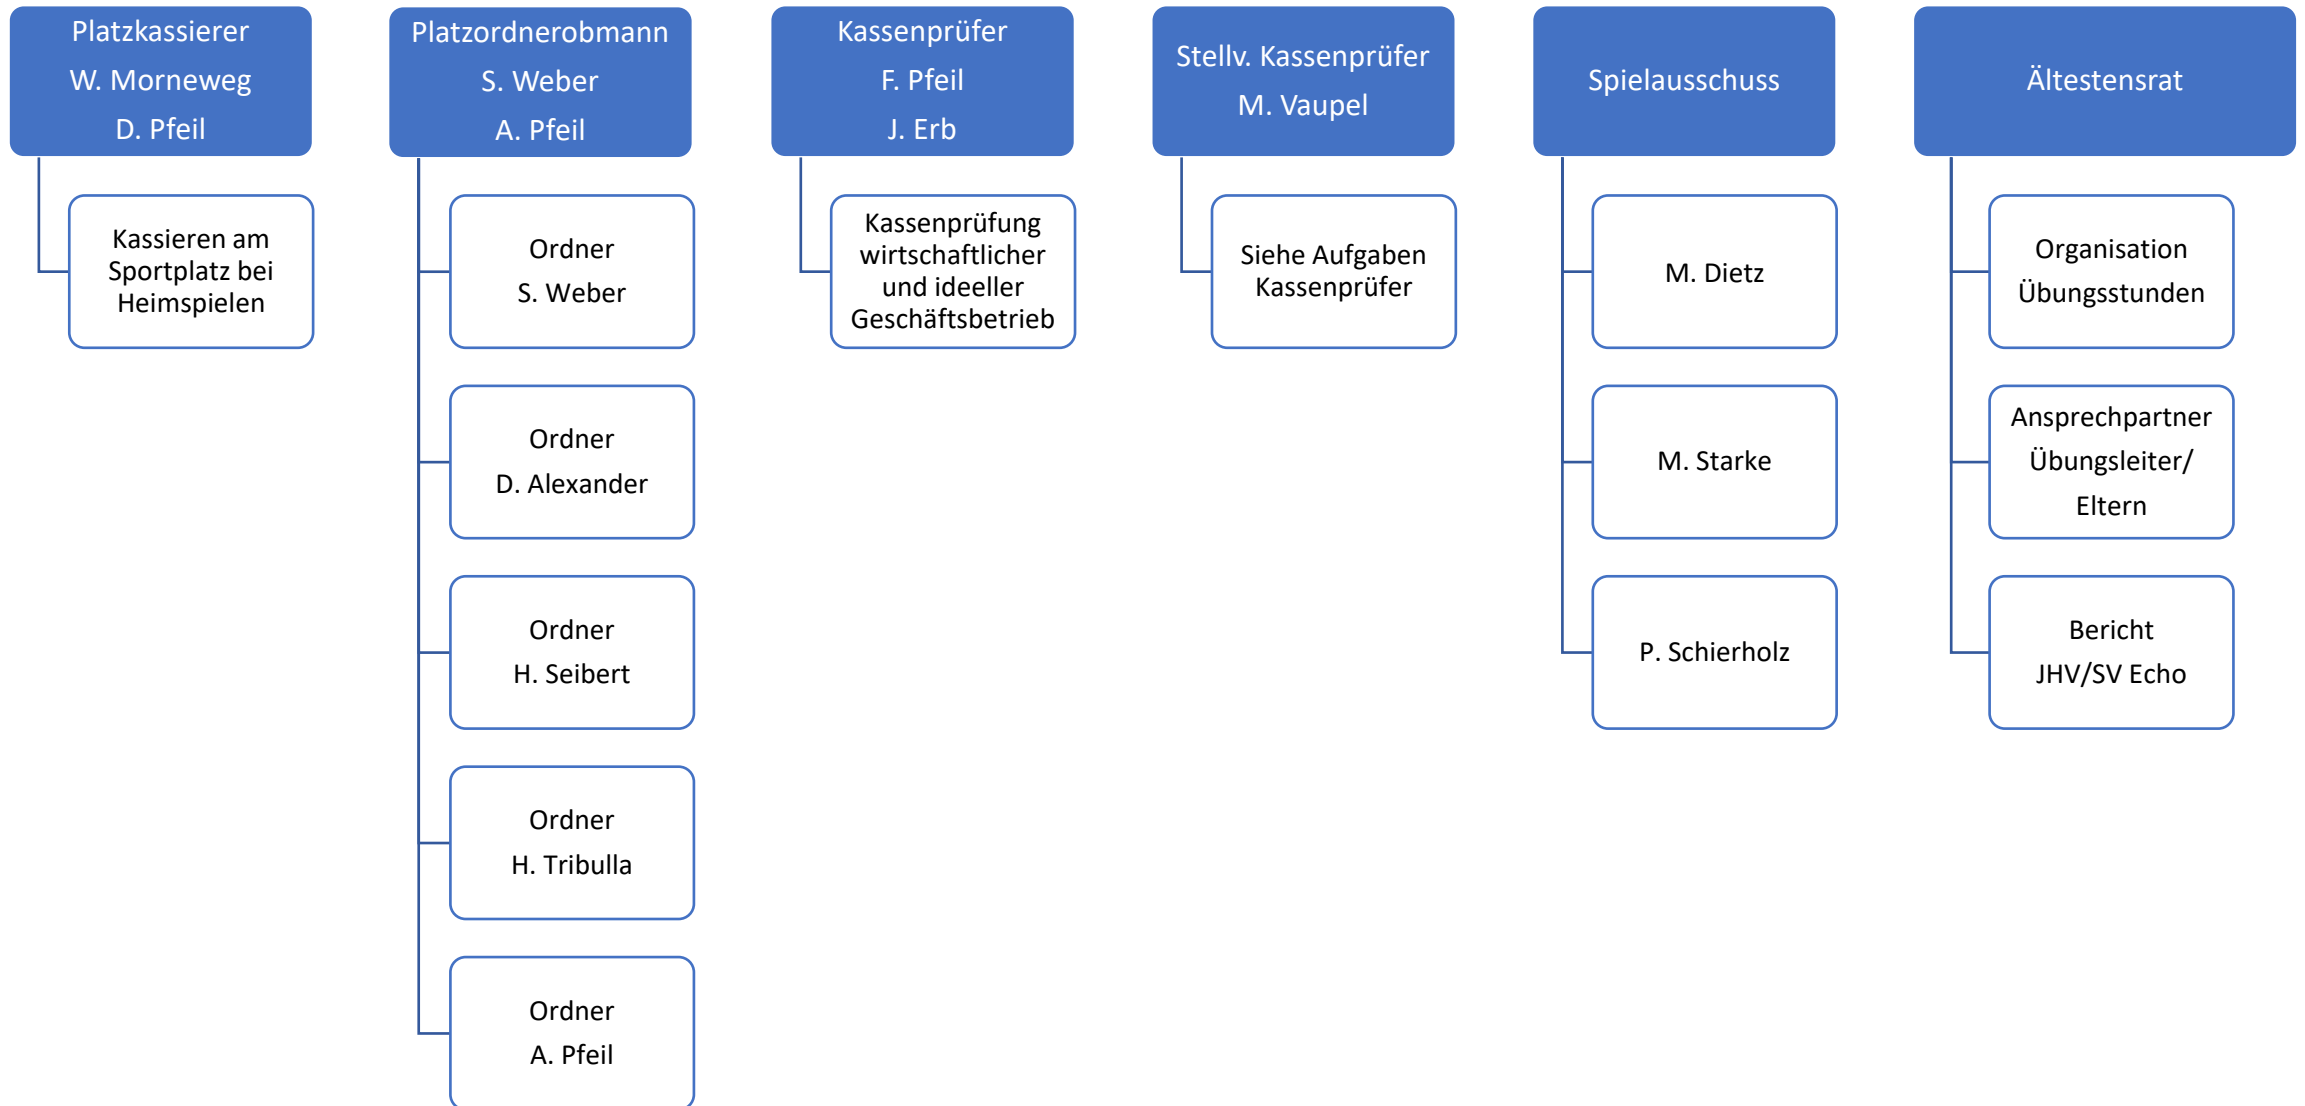 Platzkassierer
W. Morneweg
D. Pfeil
Kassieren am
Sportplatz bei
Heimspielen
Platzordnerobmann
S. Weber
A. Pfeil
Ordner
S. Weber
Ordner
D. Alexander
Ordner
H. Seibert
Ordner
H. Tribulla
Ordner
A. Pfeil
Kassenprüfer
F. Pfeil
J. Erb
Kassenprüfung
wirtschaftlicher
und ideeller
Geschäftsbetrieb
Stellv. Kassenprüfer
M. Vaupel
Siehe Aufgaben
Kassenprüfer
Spielausschuss
M. Dietz
M. Starke
P. Schierholz
Ältestensrat
Organisation
Übungsstunden
Ansprechpartner
Übungsleiter/
Eltern
Bericht
JHV/SV Echo